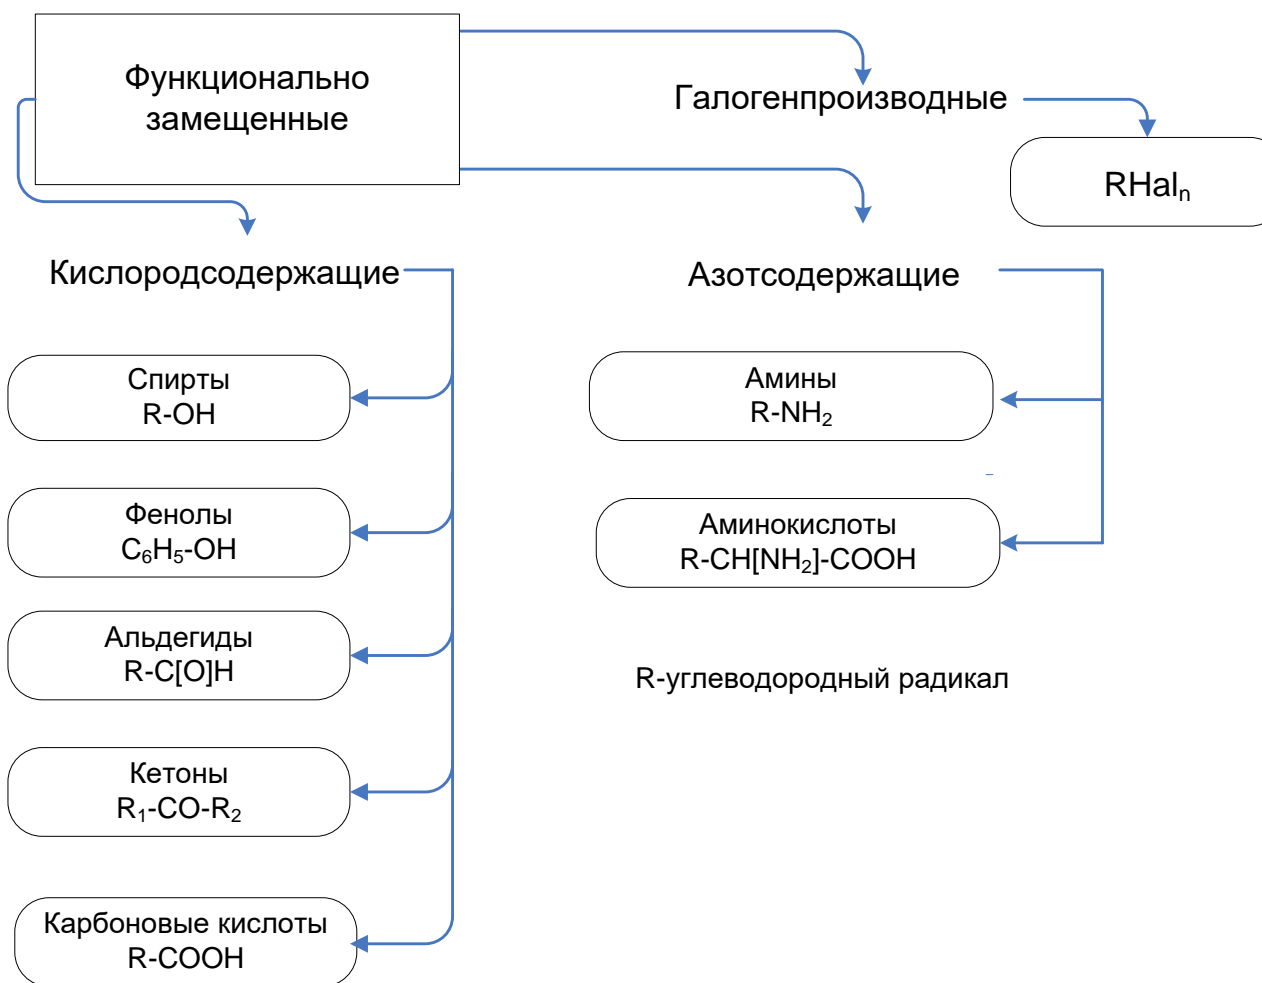 Функционально
замещенные
Галогенпроизводные
RHalₙ
Кислородсодержащие
Спирты
R-OH
Фенолы
C₆H₅-OH
Альдегиды
R-C[O]H
Кетоны
R₁-CO-R₂
Карбоновые кислоты
R-COOH
Азотсодержащие
Амины
R-NH₂
Аминокислоты
R-CH[NH₂]-COOH
R-углеводородный радикал